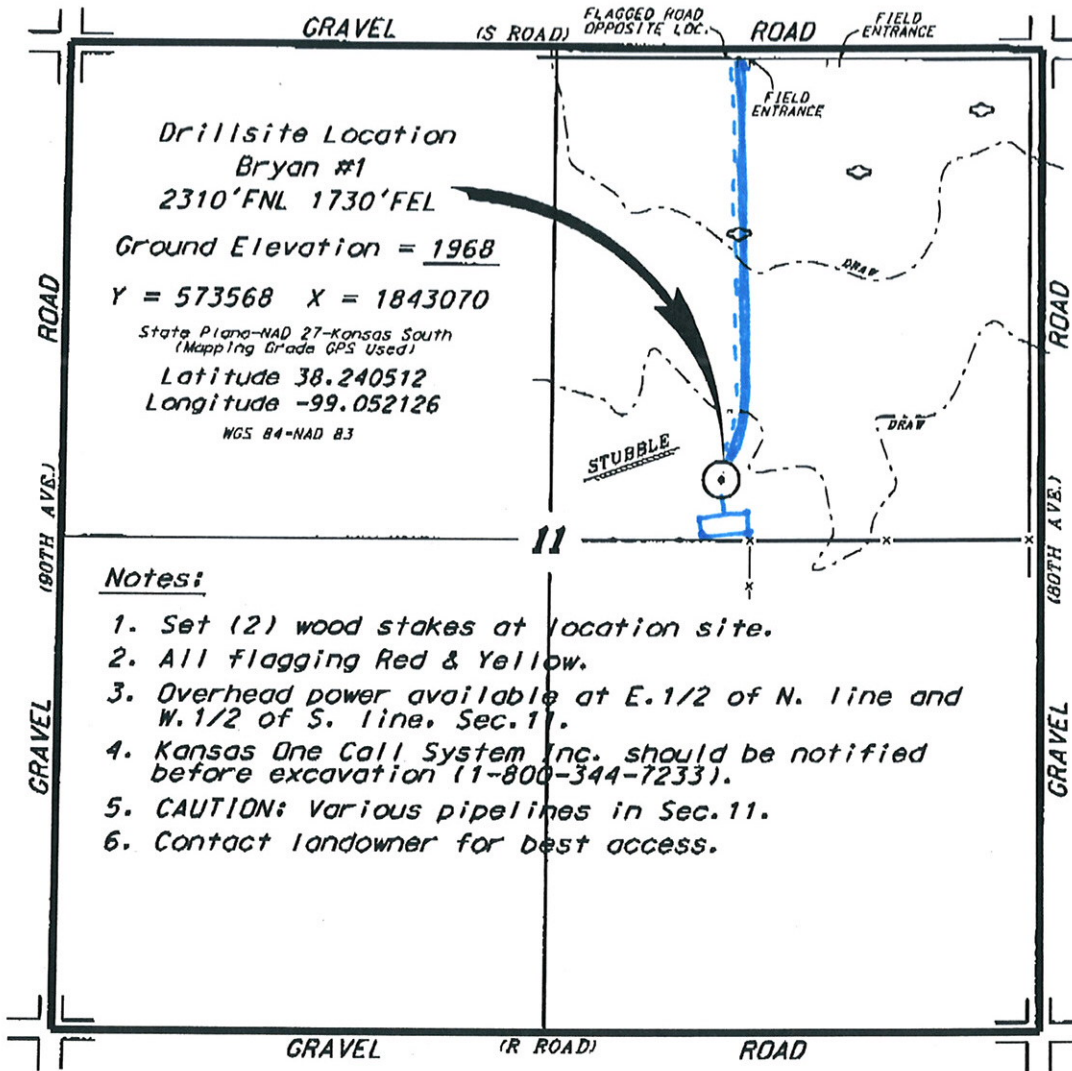 GRAVEL (S ROAD) ROAD
FLAGGED ROAD
OPPOSITE LOC.
FIELD
ENTRANCE
FIELD
ENTRANCE
Drillsite Location
Bryan #1
2310'FNL 1730'FEL
Ground Elevation = 1968
Y = 573568 X = 1843070
State Plane-NAD 27-Kansas South
(Mapping Grade GPS Used)
Latitude 38.240512
Longitude -99.052126
WGS 84=NAD 83
DRAW
DRAW
STUBBLE
11
GRAVEL (90TH AVE.) ROAD
GRAVEL (80TH AVE.) ROAD
Notes:
1. Set (2) wood stakes at location site.
2. All flagging Red & Yellow.
3. Overhead power available at E.1/2 of N. line and
W.1/2 of S. line. Sec.11.
4. Kansas One Call System Inc. should be notified
before excavation (1-800-344-7233).
5. CAUTION: Various pipelines in Sec.11.
6. Contact landowner for best access.
GRAVEL (R ROAD) ROAD